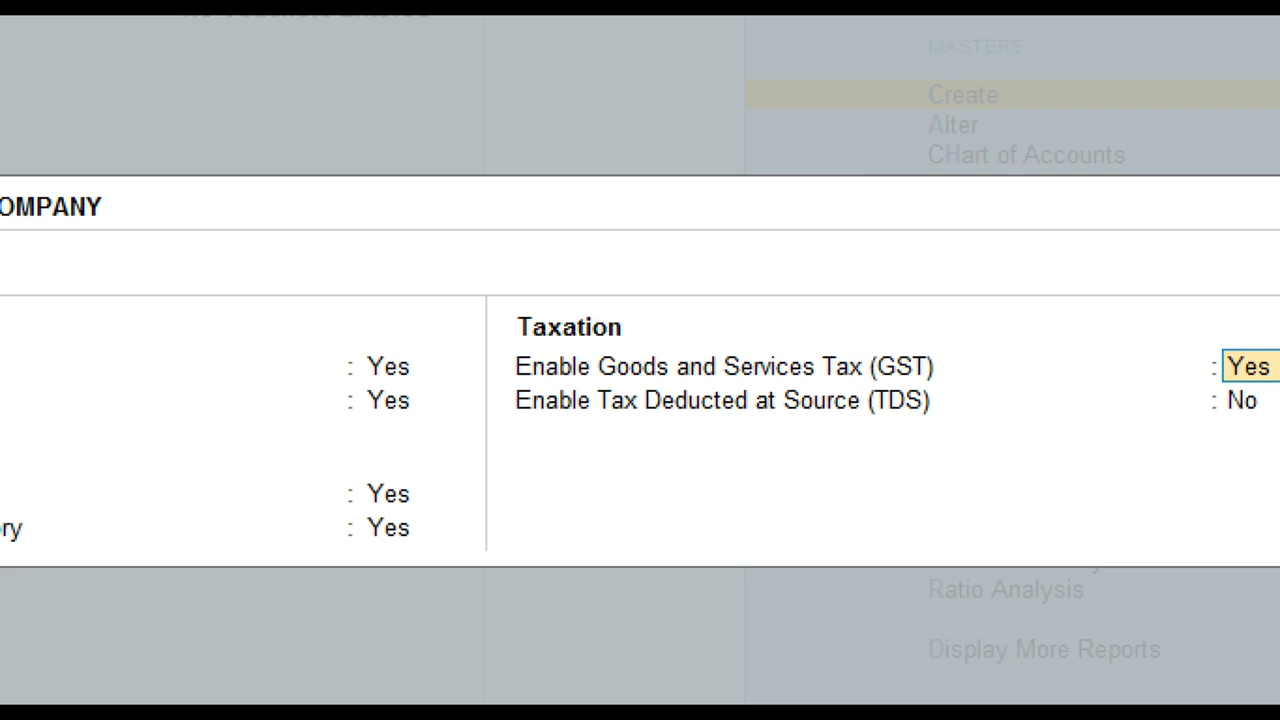 MASTERS
Create
Alter
CHart of Accounts
OMPANY
: Yes
: Yes
: Yes
ry : Yes
Taxation
Enable Goods and Services Tax (GST) : Yes
Enable Tax Deducted at Source (TDS) : No
Ratio Analysis
Display More Reports